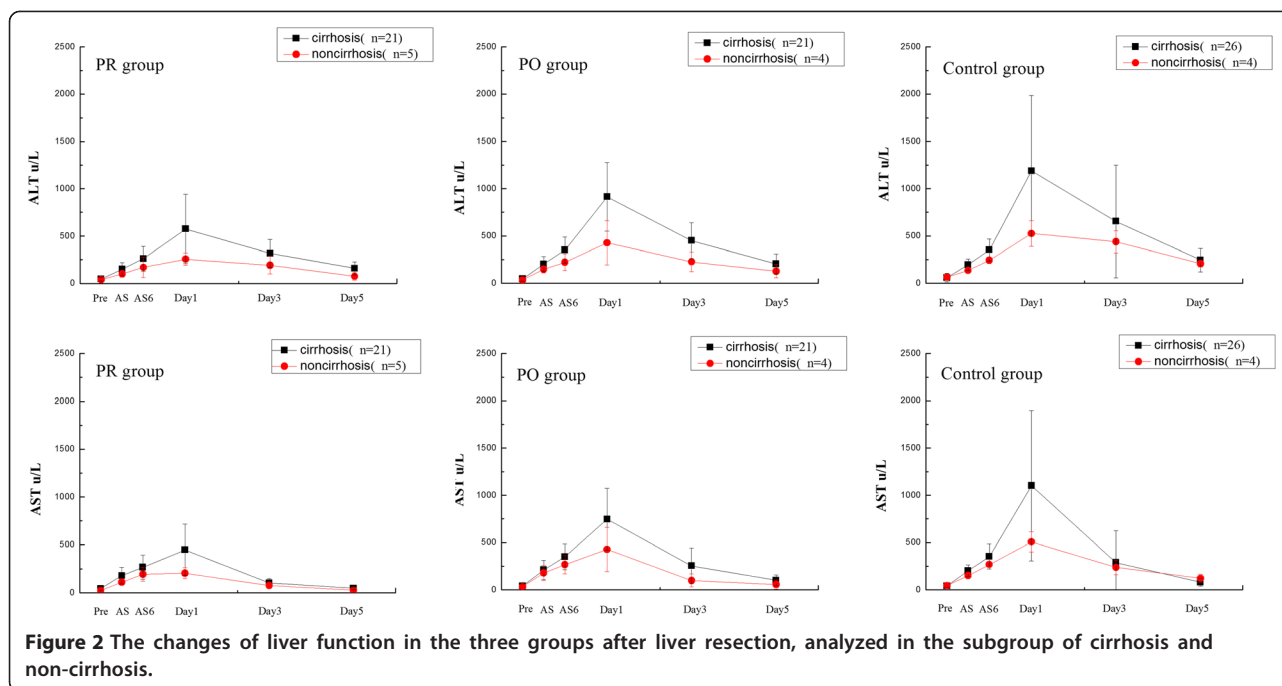 cirrhosis( n=21)
noncirrhosis( n=5)
PR group
2500
2000
1500
1000
500
0
ALT u/L
Pre AS AS6 Day1 Day3 Day5
cirrhosis( n=21)
noncirrhosis( n=4)
PO group
2500
2000
1500
1000
500
0
ALT u/L
Pre AS AS6 Day1 Day3 Day5
cirrhosis( n=26)
noncirrhosis( n=4)
Control group
2500
2000
1500
1000
500
0
ALT u/L
Pre AS AS6 Day1 Day3 Day5
cirrhosis( n=21)
noncirrhosis( n=5)
PR group
2500
2000
1500
1000
500
0
AST u/L
Pre AS AS6 Day1 Day3 Day5
cirrhosis( n=21)
noncirrhosis( n=4)
PO group
2500
2000
1500
1000
500
0
AST u/L
Pre AS AS6 Day1 Day3 Day5
cirrhosis( n=26)
noncirrhosis( n=4)
Control group
2500
2000
1500
1000
500
0
AST u/L
Pre AS AS6 Day1 Day3 Day5
Figure 2 The changes of liver function in the three groups after liver resection, analyzed in the subgroup of cirrhosis and
non-cirrhosis.